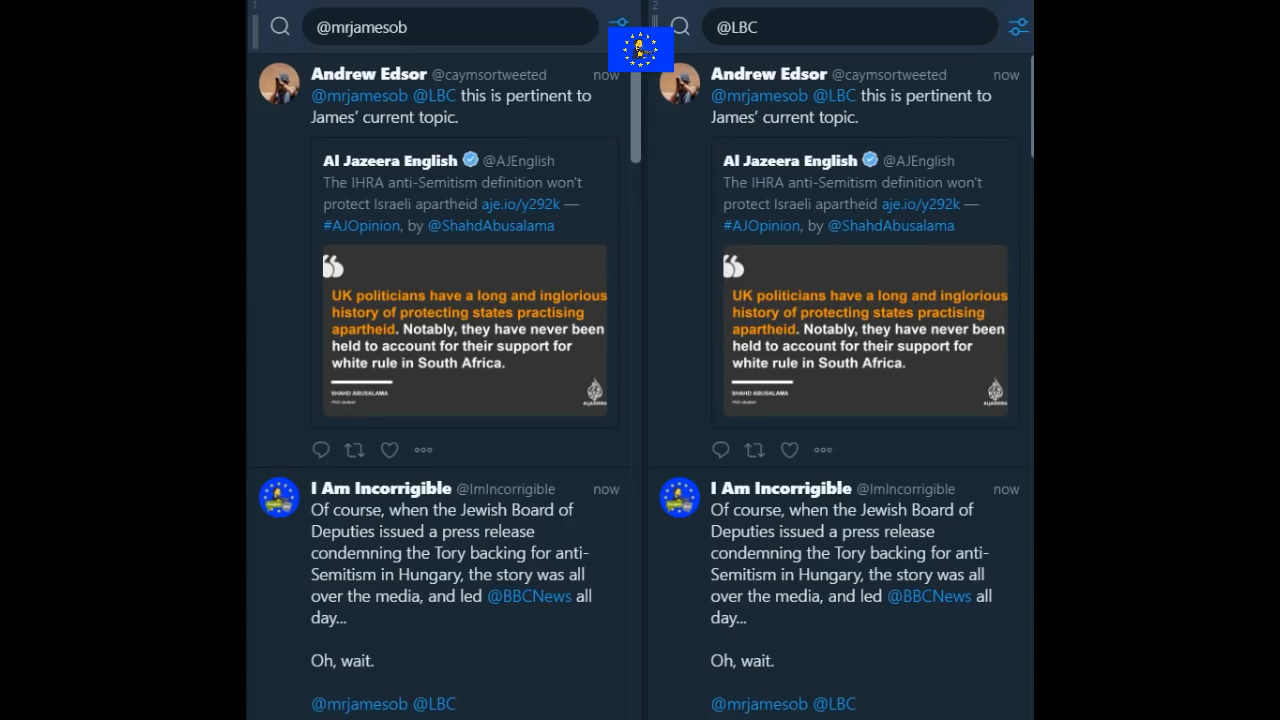 1
@mrjamesob
Andrew Edsor @caymsortweeted now
@mrjamesob @LBC this is pertinent to
James’ current topic.
Al Jazeera English @AJEnglish
The IHRA anti-Semitism definition won't
protect Israeli apartheid aje.io/y292k —
#AJOpinion, by @ShahdAbusalama
UK politicians have a long and inglorious
history of protecting states practising
apartheid. Notably, they have never been
held to account for their support for
white rule in South Africa.
SHAHD ABUSALAMA
PhD student
ALJAZEERA
I Am Incorrigible @ImIncorrigible now
Of course, when the Jewish Board of
Deputies issued a press release
condemning the Tory backing for anti-
Semitism in Hungary, the story was all
over the media, and led @BBCNews all
day...
Oh, wait.
@mrjamesob @LBC
2
@LBC
Andrew Edsor @caymsortweeted now
@mrjamesob @LBC this is pertinent to
James’ current topic.
Al Jazeera English @AJEnglish
The IHRA anti-Semitism definition won't
protect Israeli apartheid aje.io/y292k —
#AJOpinion, by @ShahdAbusalama
UK politicians have a long and inglorious
history of protecting states practising
apartheid. Notably, they have never been
held to account for their support for
white rule in South Africa.
SHAHD ABUSALAMA
PhD student
ALJAZEERA
I Am Incorrigible @ImIncorrigible now
Of course, when the Jewish Board of
Deputies issued a press release
condemning the Tory backing for anti-
Semitism in Hungary, the story was all
over the media, and led @BBCNews all
day...
Oh, wait.
@mrjamesob @LBC